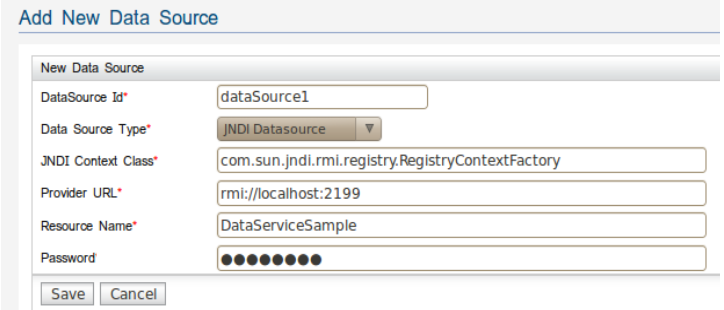 Add New Data Source
New Data Source
DataSource Id* dataSource1
Data Source Type* JNDI Datasource
JNDI Context Class* com.sun.jndi.rmi.registry.RegistryContextFactory
Provider URL* rmi://localhost:2199
Resource Name* DataServiceSample
Password ●●●●●●●●
Save Cancel